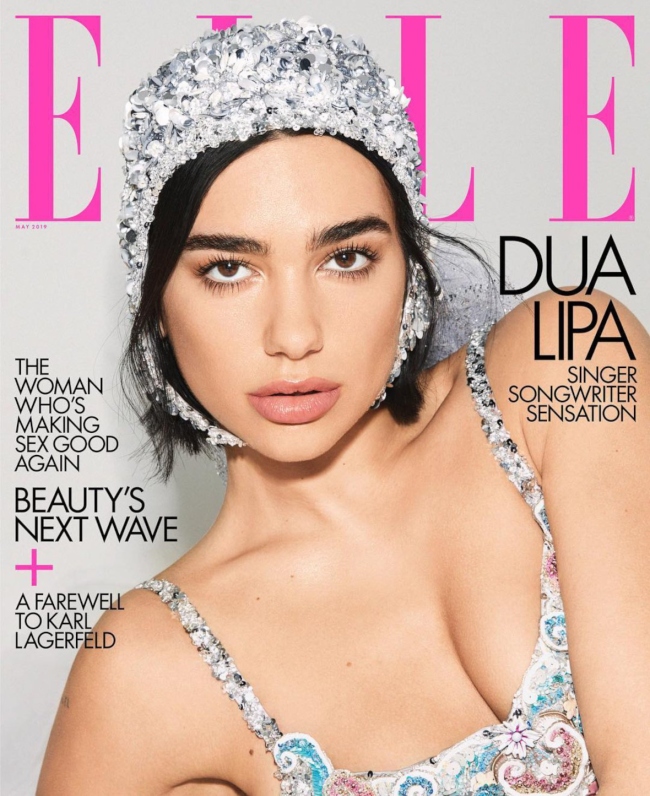 ELLE
MAY 2019
DUA
LIPA
SINGER
SONGWRITER
SENSATION
THE
WOMAN
WHO'S
MAKING
SEX GOOD
AGAIN
BEAUTY'S
NEXT WAVE
+
A FAREWELL
TO KARL
LAGERFELD